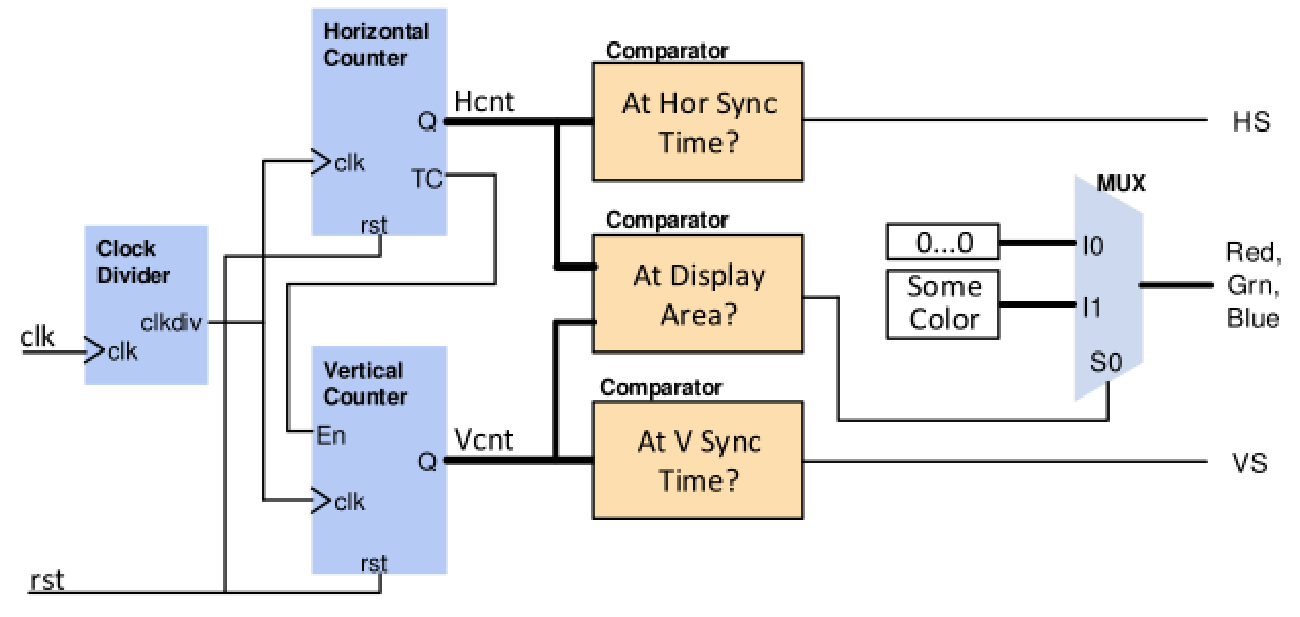 Horizontal
Counter
Q
clk
TC
rst
Hcnt
Comparator
At Hor Sync
Time?
HS
Clock
Divider
clkdiv
clk
clk
Comparator
At Display
Area?
MUX
0...0
I0
Some
Color
I1
S0
Red,
Grn,
Blue
Vertical
Counter
En
Q
clk
rst
Vcnt
Comparator
At V Sync
Time?
VS
rst